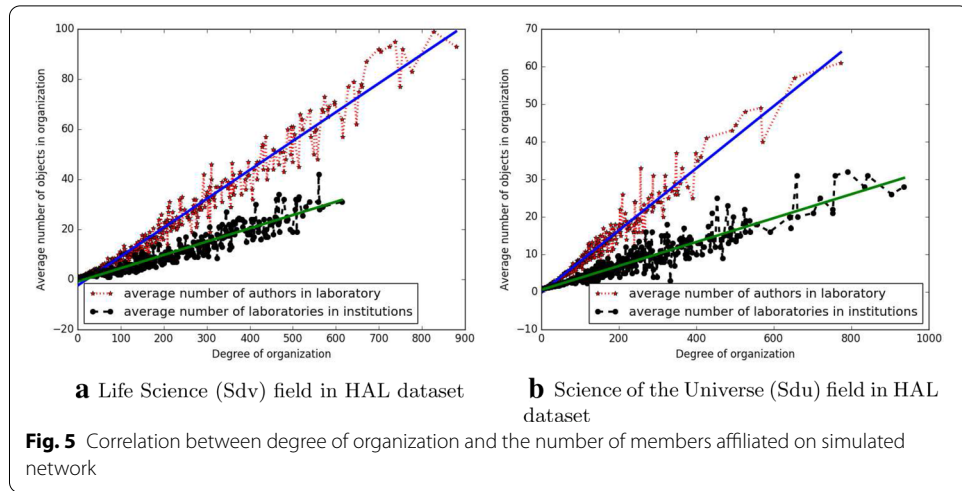 100
80
60
40
20
0
−20
Average number of objects in organization
average number of authors in laboratory
average number of laboratories in institutions
0 100 200 300 400 500 600 700 800 900
Degree of organization
a Life Science (Sdv) field in HAL dataset
70
60
50
40
30
20
10
0
−10
Average number of objects in organization
average number of authors in laboratory
average number of laboratories in institutions
0 200 400 600 800 1000
Degree of organization
b Science of the Universe (Sdu) field in HAL
dataset
Fig. 5 Correlation between degree of organization and the number of members affiliated on simulated
network